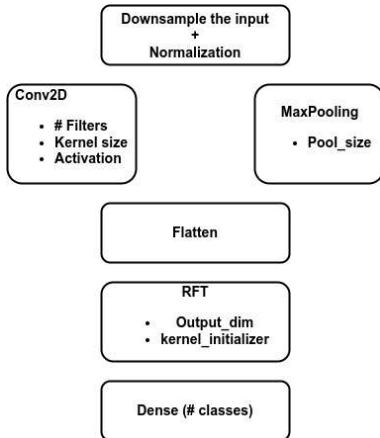 Downsample the input
+
Normalization
Conv2D
• # Filters
• Kernel size
• Activation
MaxPooling
• Pool_size
Flatten
RFT
• Output_dim
• kernel_initializer
Dense (# classes)